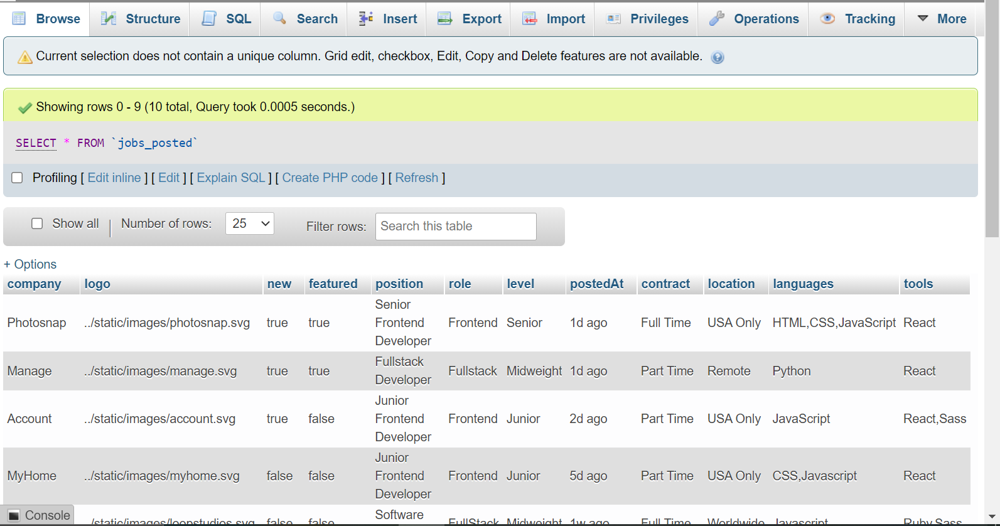 Browse Structure SQL Search Insert Export Import Privileges Operations Tracking More
Current selection does not contain a unique column. Grid edit, checkbox, Edit, Copy and Delete features are not available.
Showing rows 0 - 9 (10 total, Query took 0.0005 seconds.)
SELECT * FROM `jobs_posted`
Profiling [ Edit inline ] [ Edit ] [ Explain SQL ] [ Create PHP code ] [ Refresh ]
Show all | Number of rows: 25 Filter rows: Search this table
+ Options
company logo new featured position role level postedAt contract location languages tools
Senior
Photosnap ../static/images/photosnap.svg true true Frontend Frontend Senior 1d ago Full Time USA Only HTML,CSS,JavaScript React
Developer
Fullstack
Manage ../static/images/manage.svg true true Developer Fullstack Midweight 1d ago Part Time Remote Python React
Junior
Account ../static/images/account.svg true false Frontend Frontend Junior 2d ago Part Time USA Only JavaScript React,Sass
Developer
Junior
MyHome ../static/images/myhome.svg false false Frontend Frontend Junior 5d ago Part Time USA Only CSS,Javascript React
Developer
Software
Console /static/images/loopstudios.svg false false FullStack Midweight 1w ago Full Time Worldwide Javascript Ruby,Sass